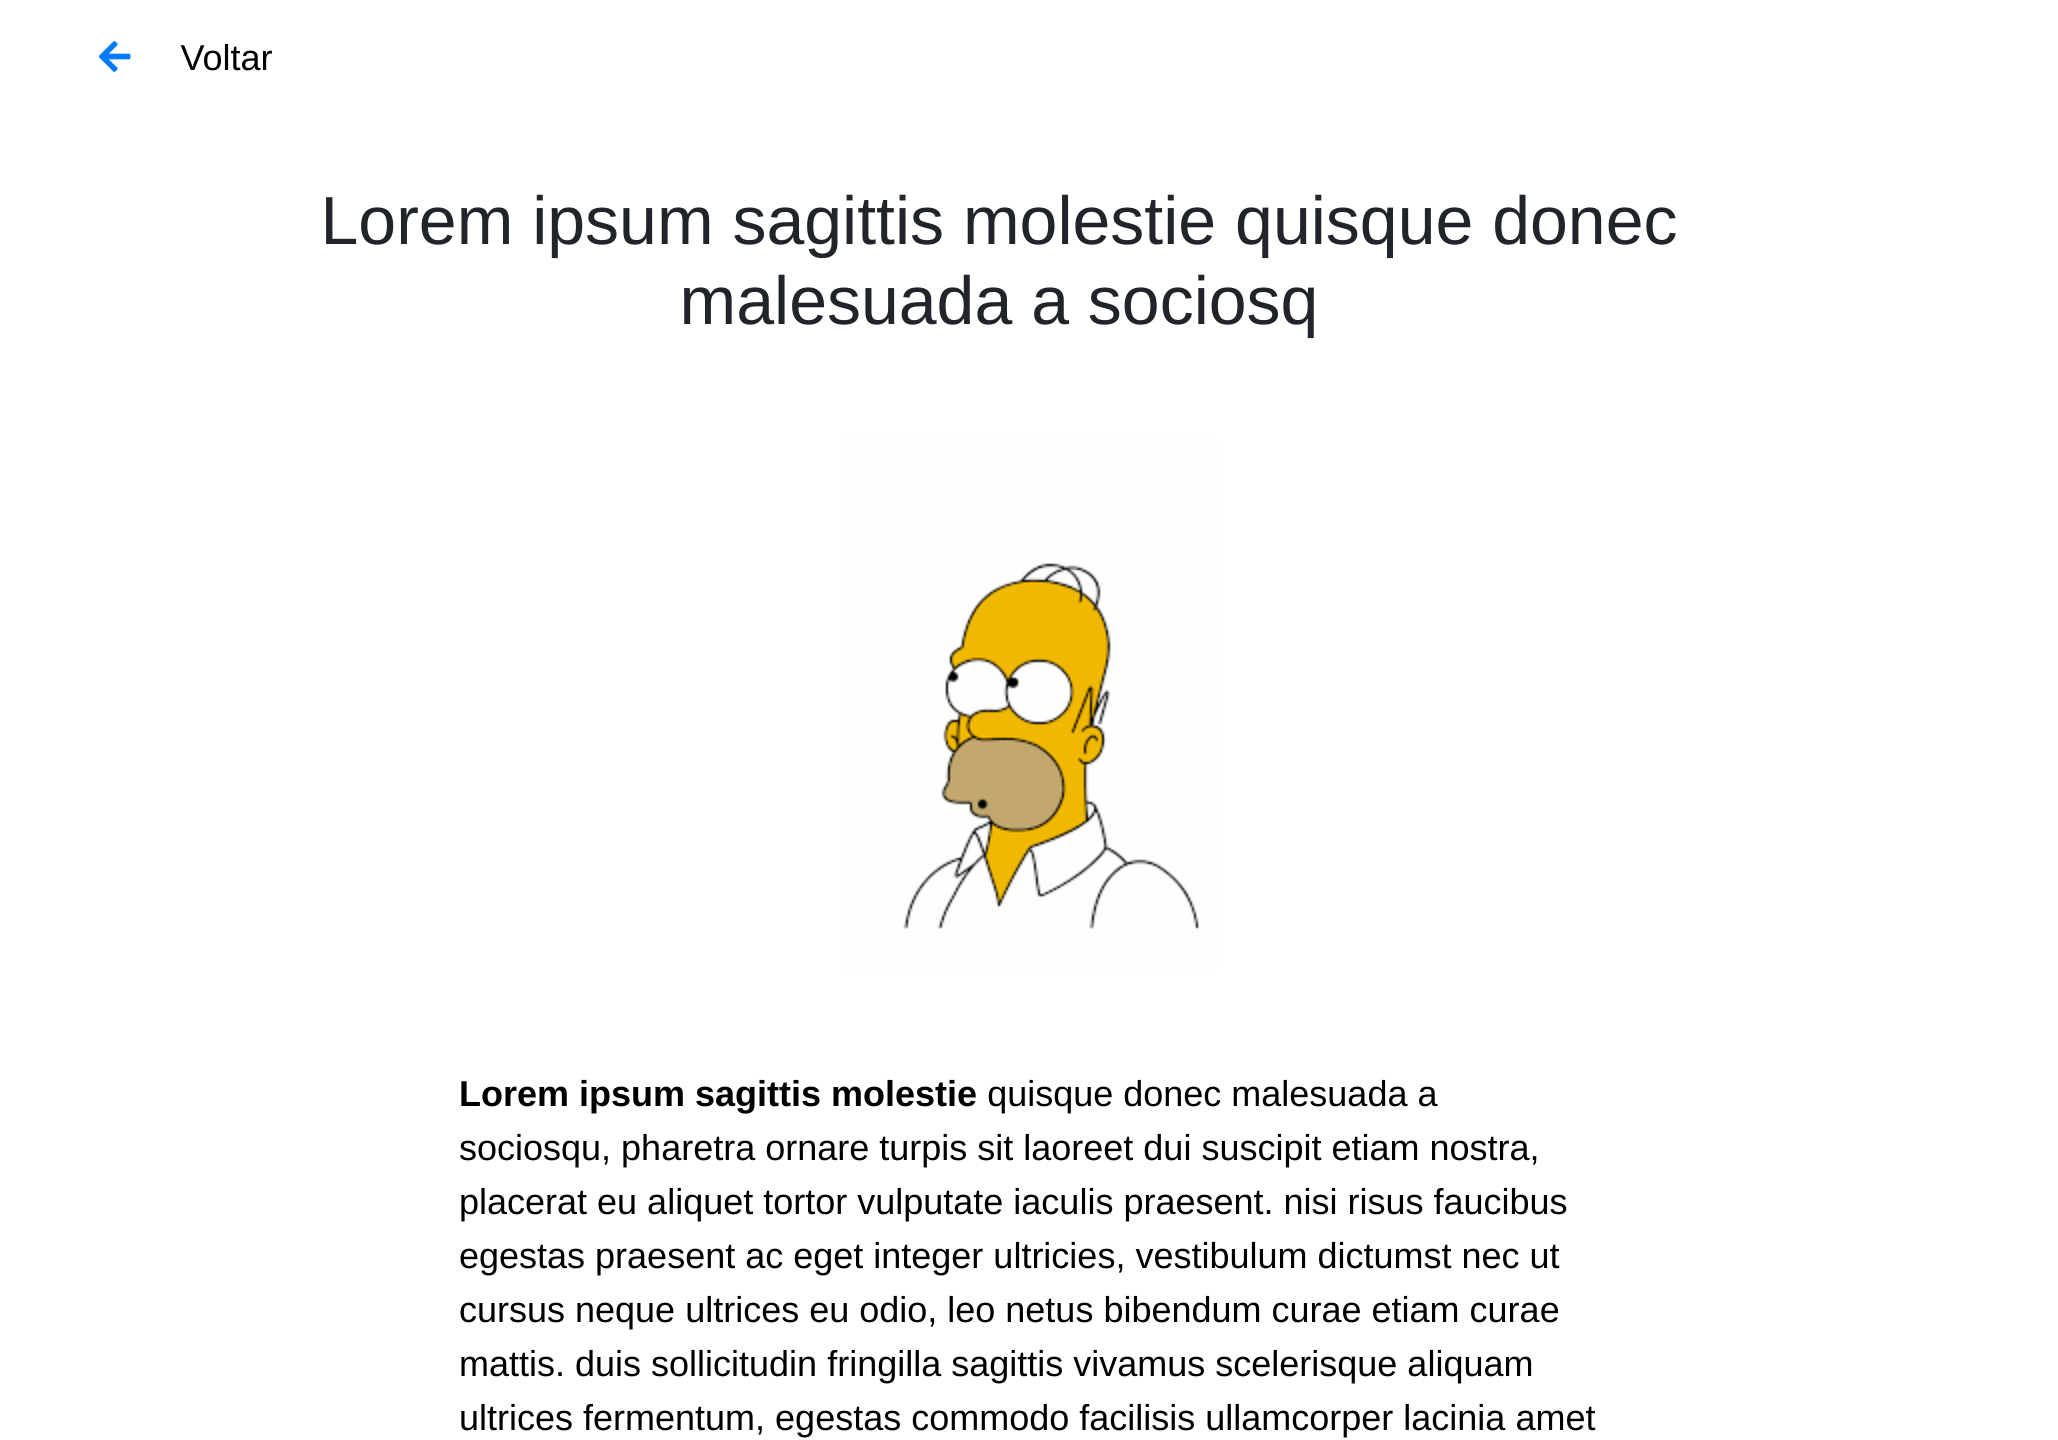 Voltar
Lorem ipsum sagittis molestie quisque donec
malesuada a sociosq
Lorem ipsum sagittis molestie quisque donec malesuada a
sociosqu, pharetra ornare turpis sit laoreet dui suscipit etiam nostra,
placerat eu aliquet tortor vulputate iaculis praesent. nisi risus faucibus
egestas praesent ac eget integer ultricies, vestibulum dictumst nec ut
cursus neque ultrices eu odio, leo netus bibendum curae etiam curae
mattis. duis sollicitudin fringilla sagittis vivamus scelerisque aliquam
ultrices fermentum, egestas commodo facilisis ullamcorper lacinia amet